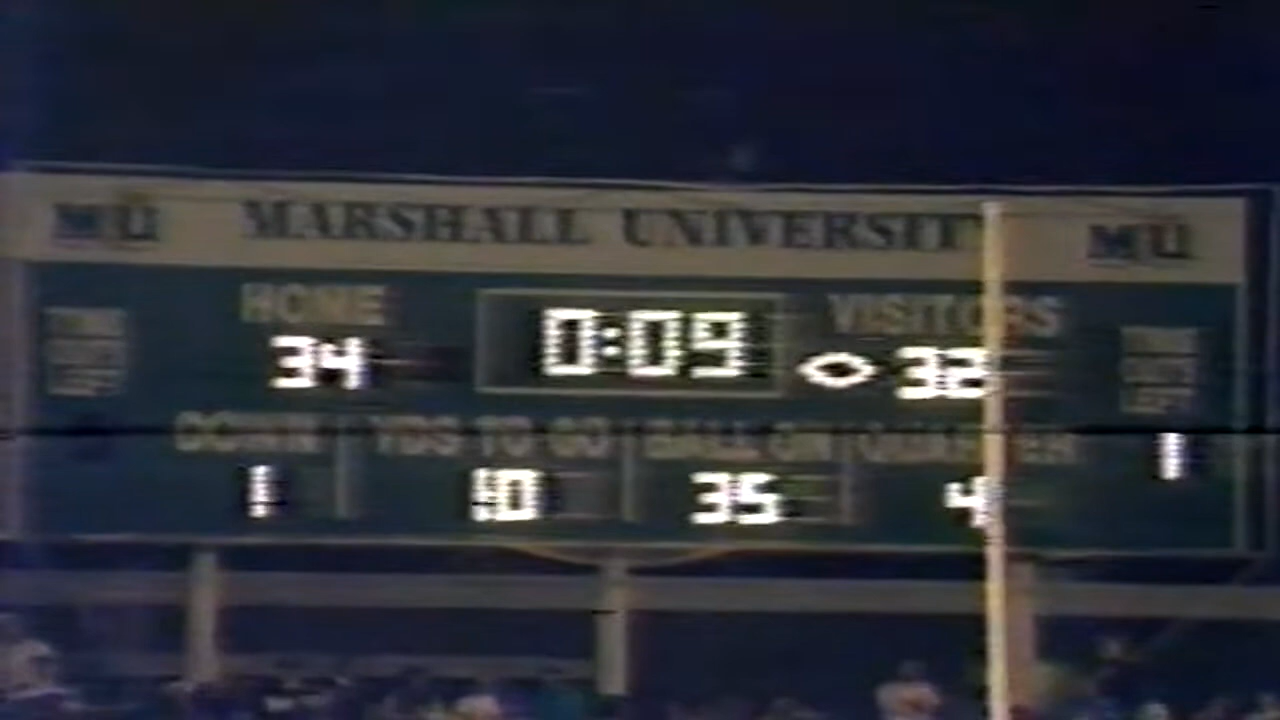 MU MARSHALL UNIVERSITY MU
HOME 0:09 VISITORS
34 32
DOWN YDS TO GO BALL ON QUARTER
1 10 35 4 1